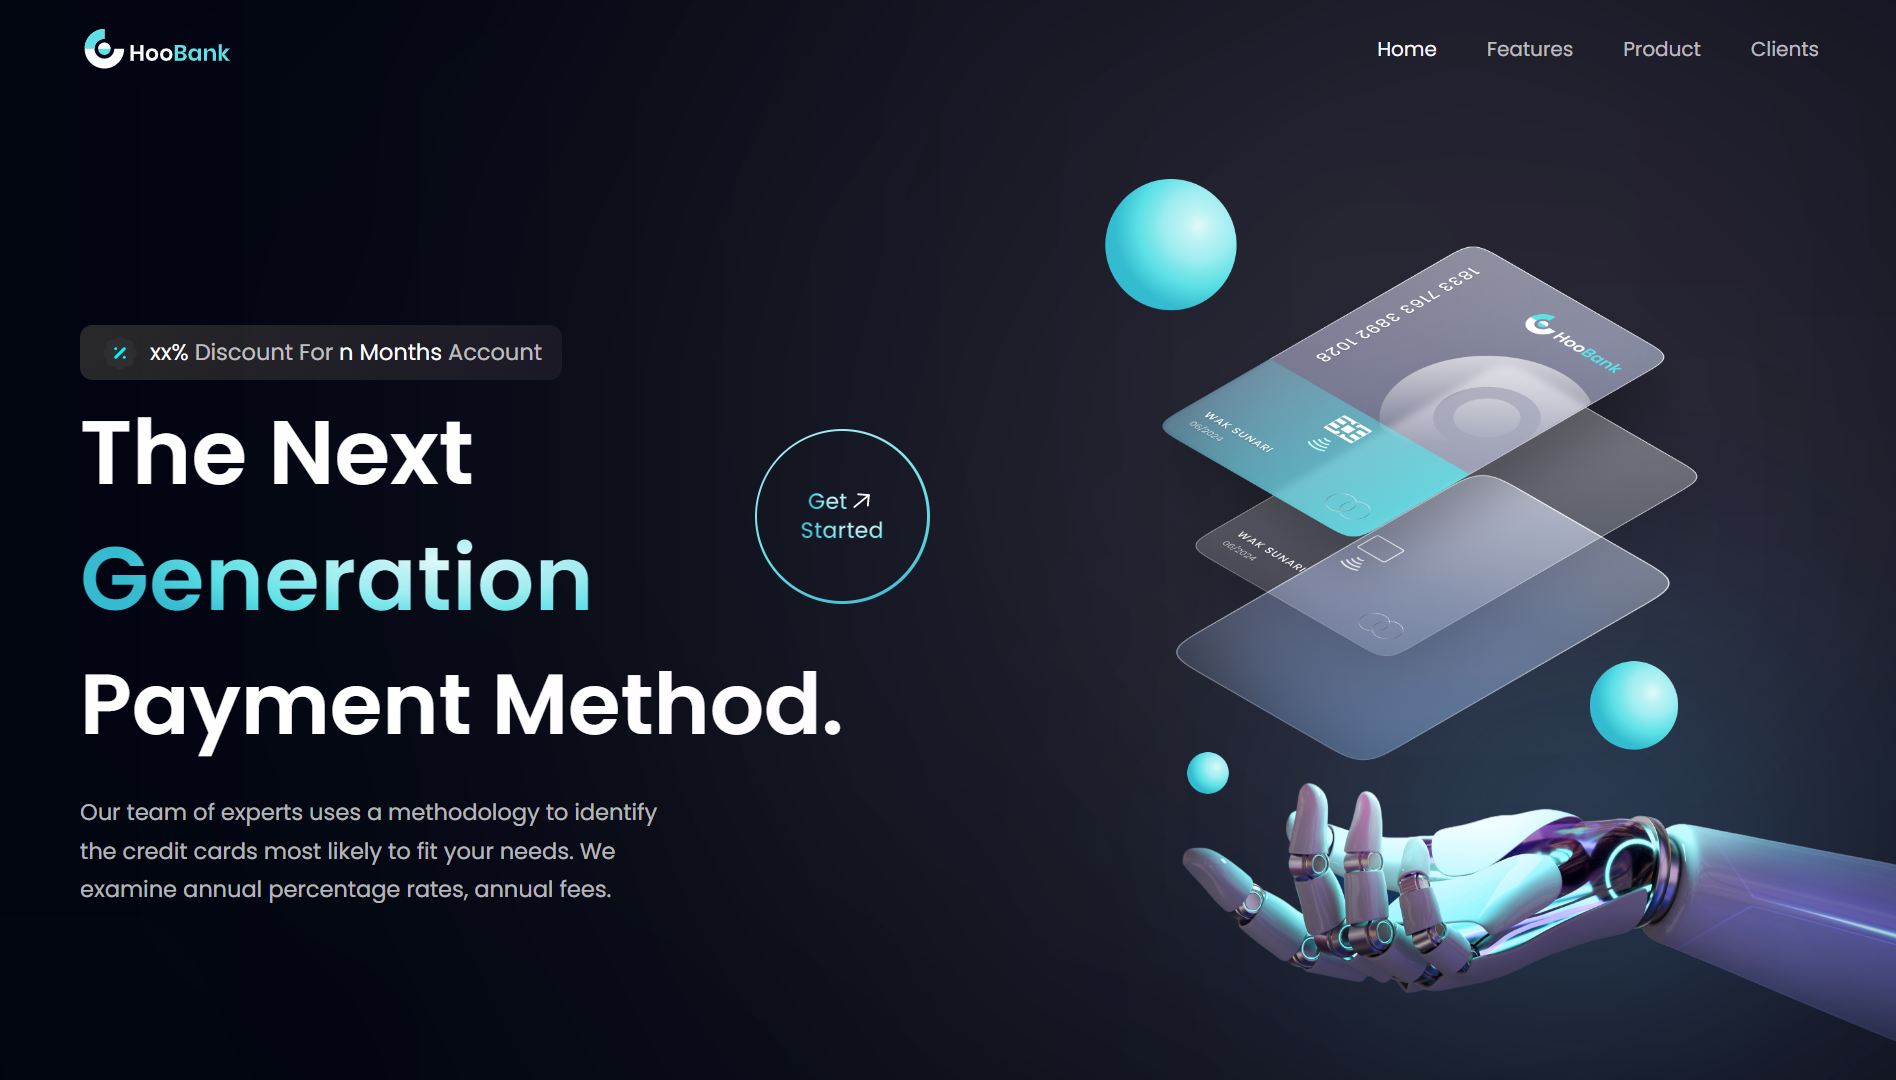 HooBank
Home Features Product Clients
xx% Discount For n Months Account
The Next
Generation
Payment Method.
Get
Started
Our team of experts uses a methodology to identify
the credit cards most likely to fit your needs. We
examine annual percentage rates, annual fees.
1833 7163 3892 1028
HooBank
WAK SUNARI
06/2024
WAK SUNARI
06/2024